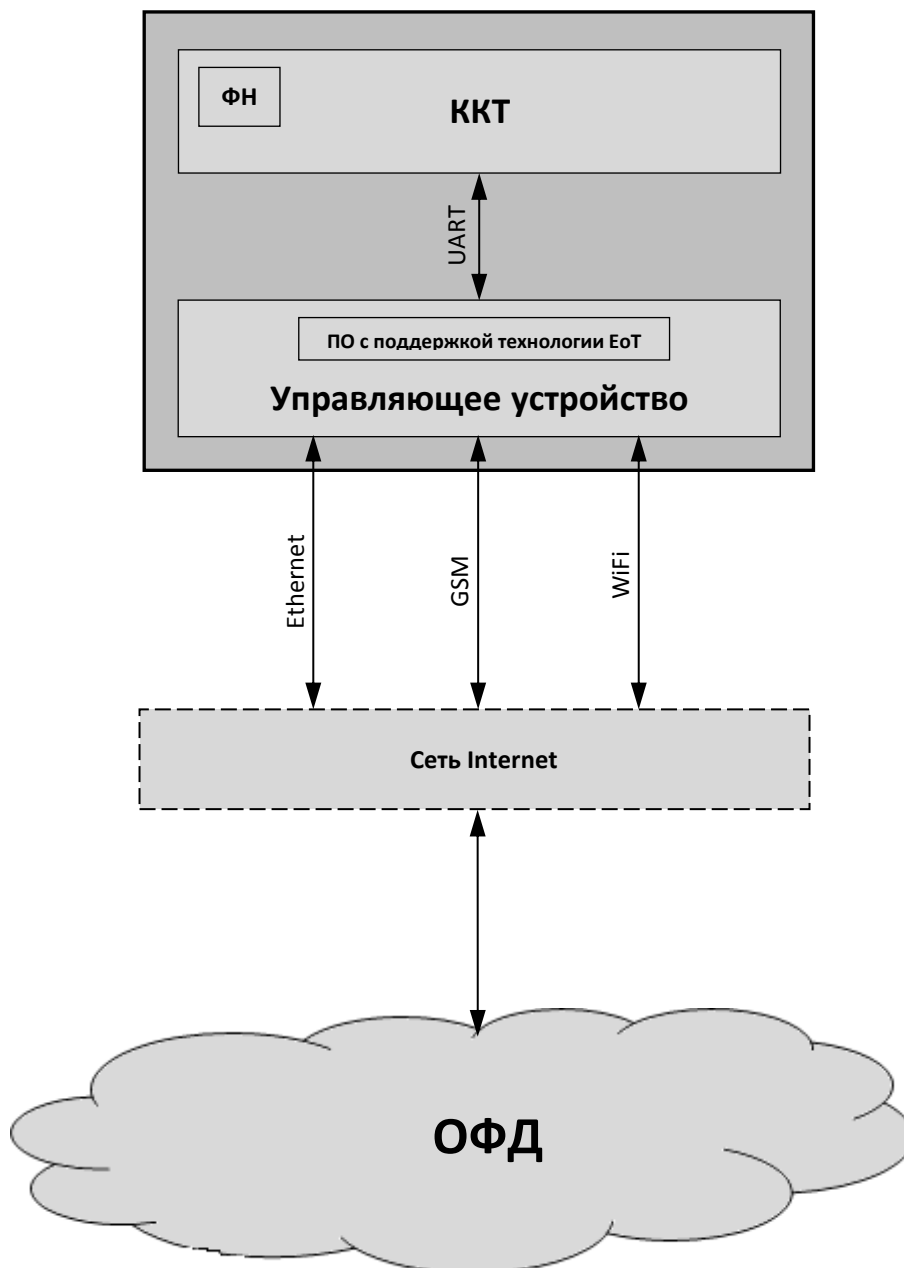 ФН
ККТ
UART
ПО с поддержкой технологии EoT
Управляющее устройство
Ethernet
GSM
WiFi
Сеть Internet
ОФД